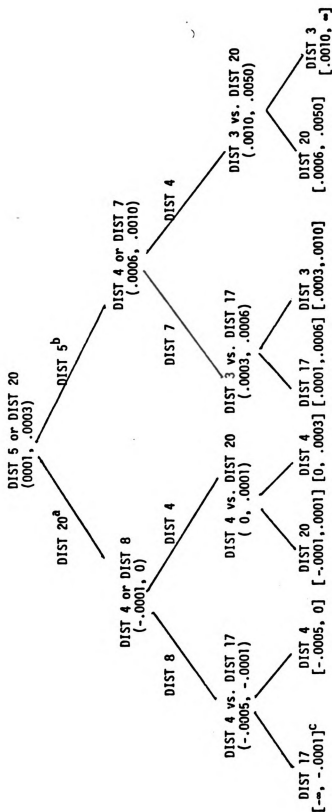 DIST 5 or DIST 20
(0001, .0003)
DIST 20a
DIST 5b
DIST 4 or DIST 8
(-.0001, 0)
DIST 4 or DIST 7
(.0006, .0010)
DIST 8
DIST 4
DIST 7
DIST 4
DIST 4 vs. DIST 17
(-.0005, -.0001)
DIST 4 vs. DIST 20
( 0, .0001)
DIST 3 vs. DIST 17
(.0003, .0006)
DIST 3 vs. DIST 20
(.0010, .0050)
DIST 17
[-∞, -.0001]c
DIST 4
[-.0005, 0]
DIST 20
[-.0001,.0001]
DIST 4
[0, .0003]
DIST 17
[.0001,.0006]
DIST 3
[.0003,.0010]
DIST 20
[.0006, .0050]
DIST 3
[.0010, ∞]